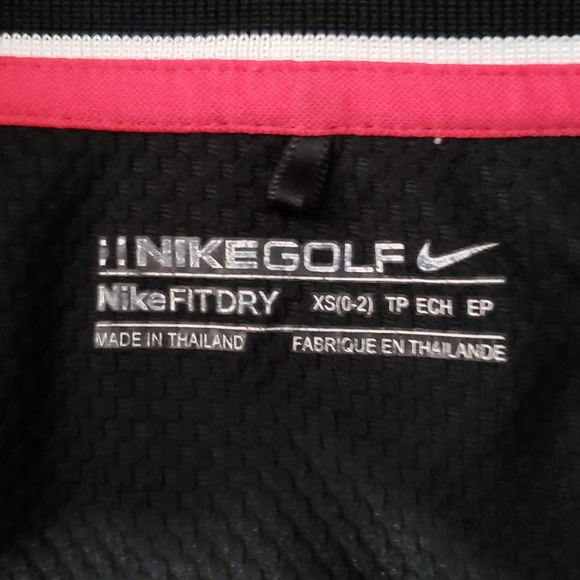 NIKEGOLF
NikeFITDRY XS(0-2) TP ECH EP
MADE IN THAILAND FABRIQUE EN THAILANDE